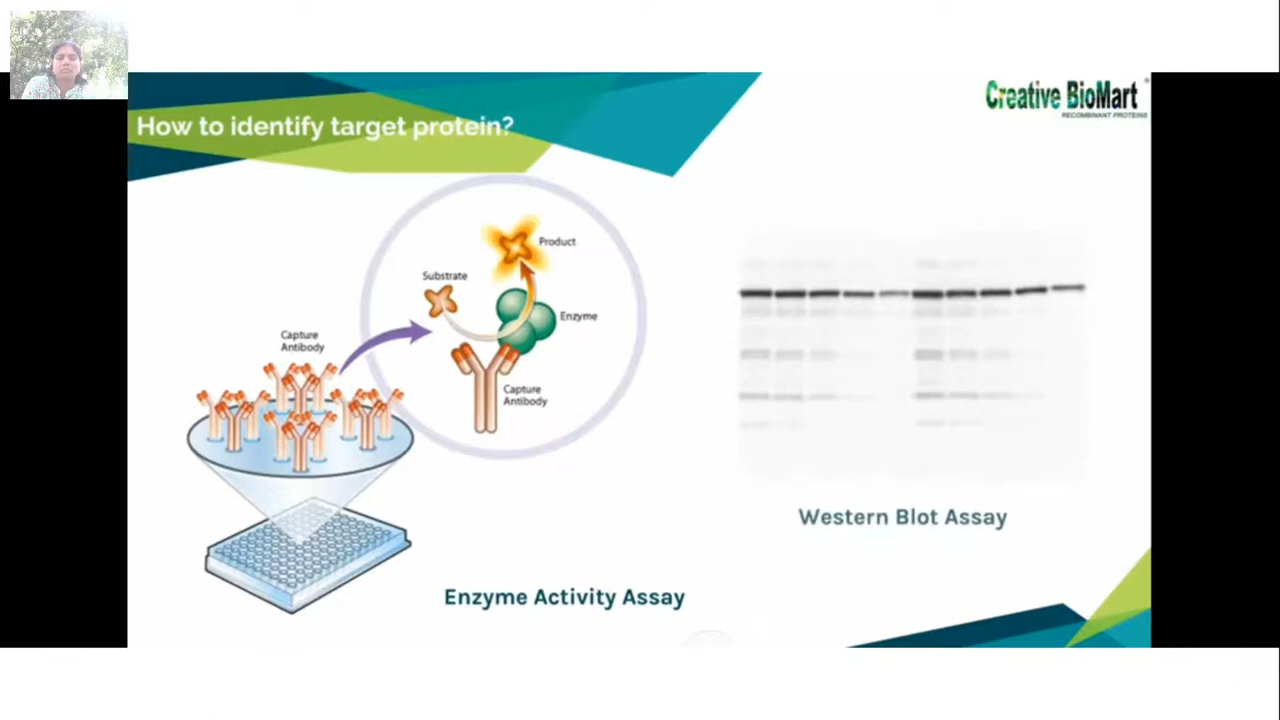 Creative BioMart
RECOMBINANT PROTEINS
How to identify target protein?
Product
Substrate
Enzyme
Capture
Antibody
Capture
Antibody
Western Blot Assay
Enzyme Activity Assay